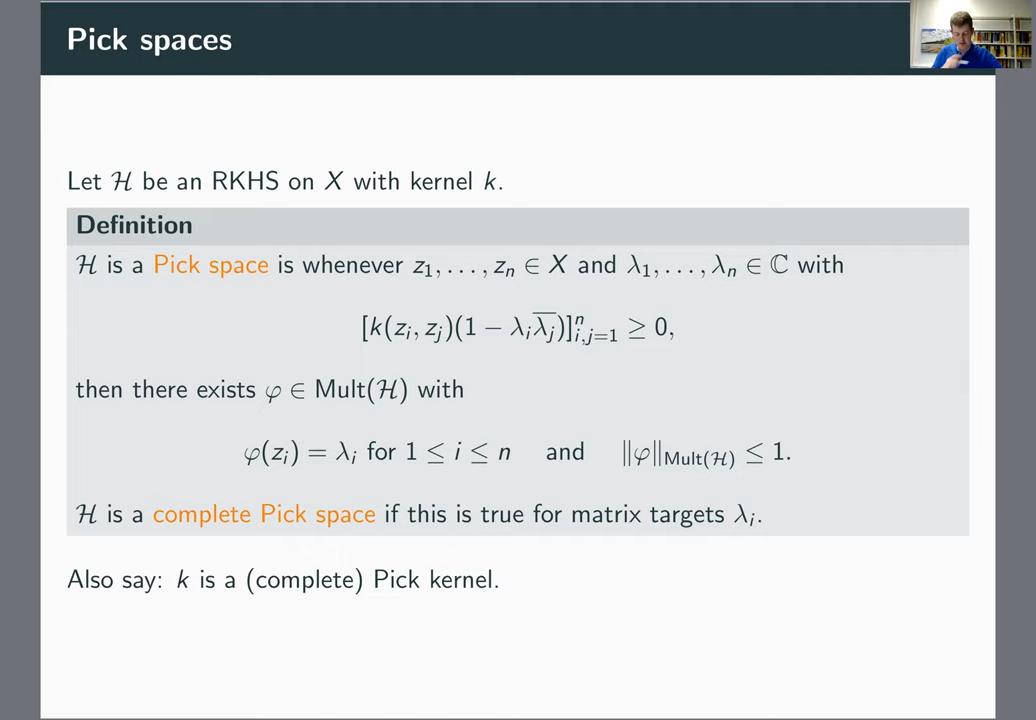 Pick spaces
Let ℋ be an RKHS on X with kernel k.
Definition
ℋ is a Pick space is whenever z₁, . . . , zₙ ∈ X and λ₁, . . . , λₙ ∈ ℂ with
[k(zᵢ, zⱼ)(1 − λᵢ\overline{λⱼ})]ⁿᵢ,ⱼ₌₁ ≥ 0,
then there exists φ ∈ Mult(ℋ) with
φ(zᵢ) = λᵢ for 1 ≤ i ≤ n and ‖φ‖_{Mult(ℋ)} ≤ 1.
ℋ is a complete Pick space if this is true for matrix targets λᵢ.
Also say: k is a (complete) Pick kernel.